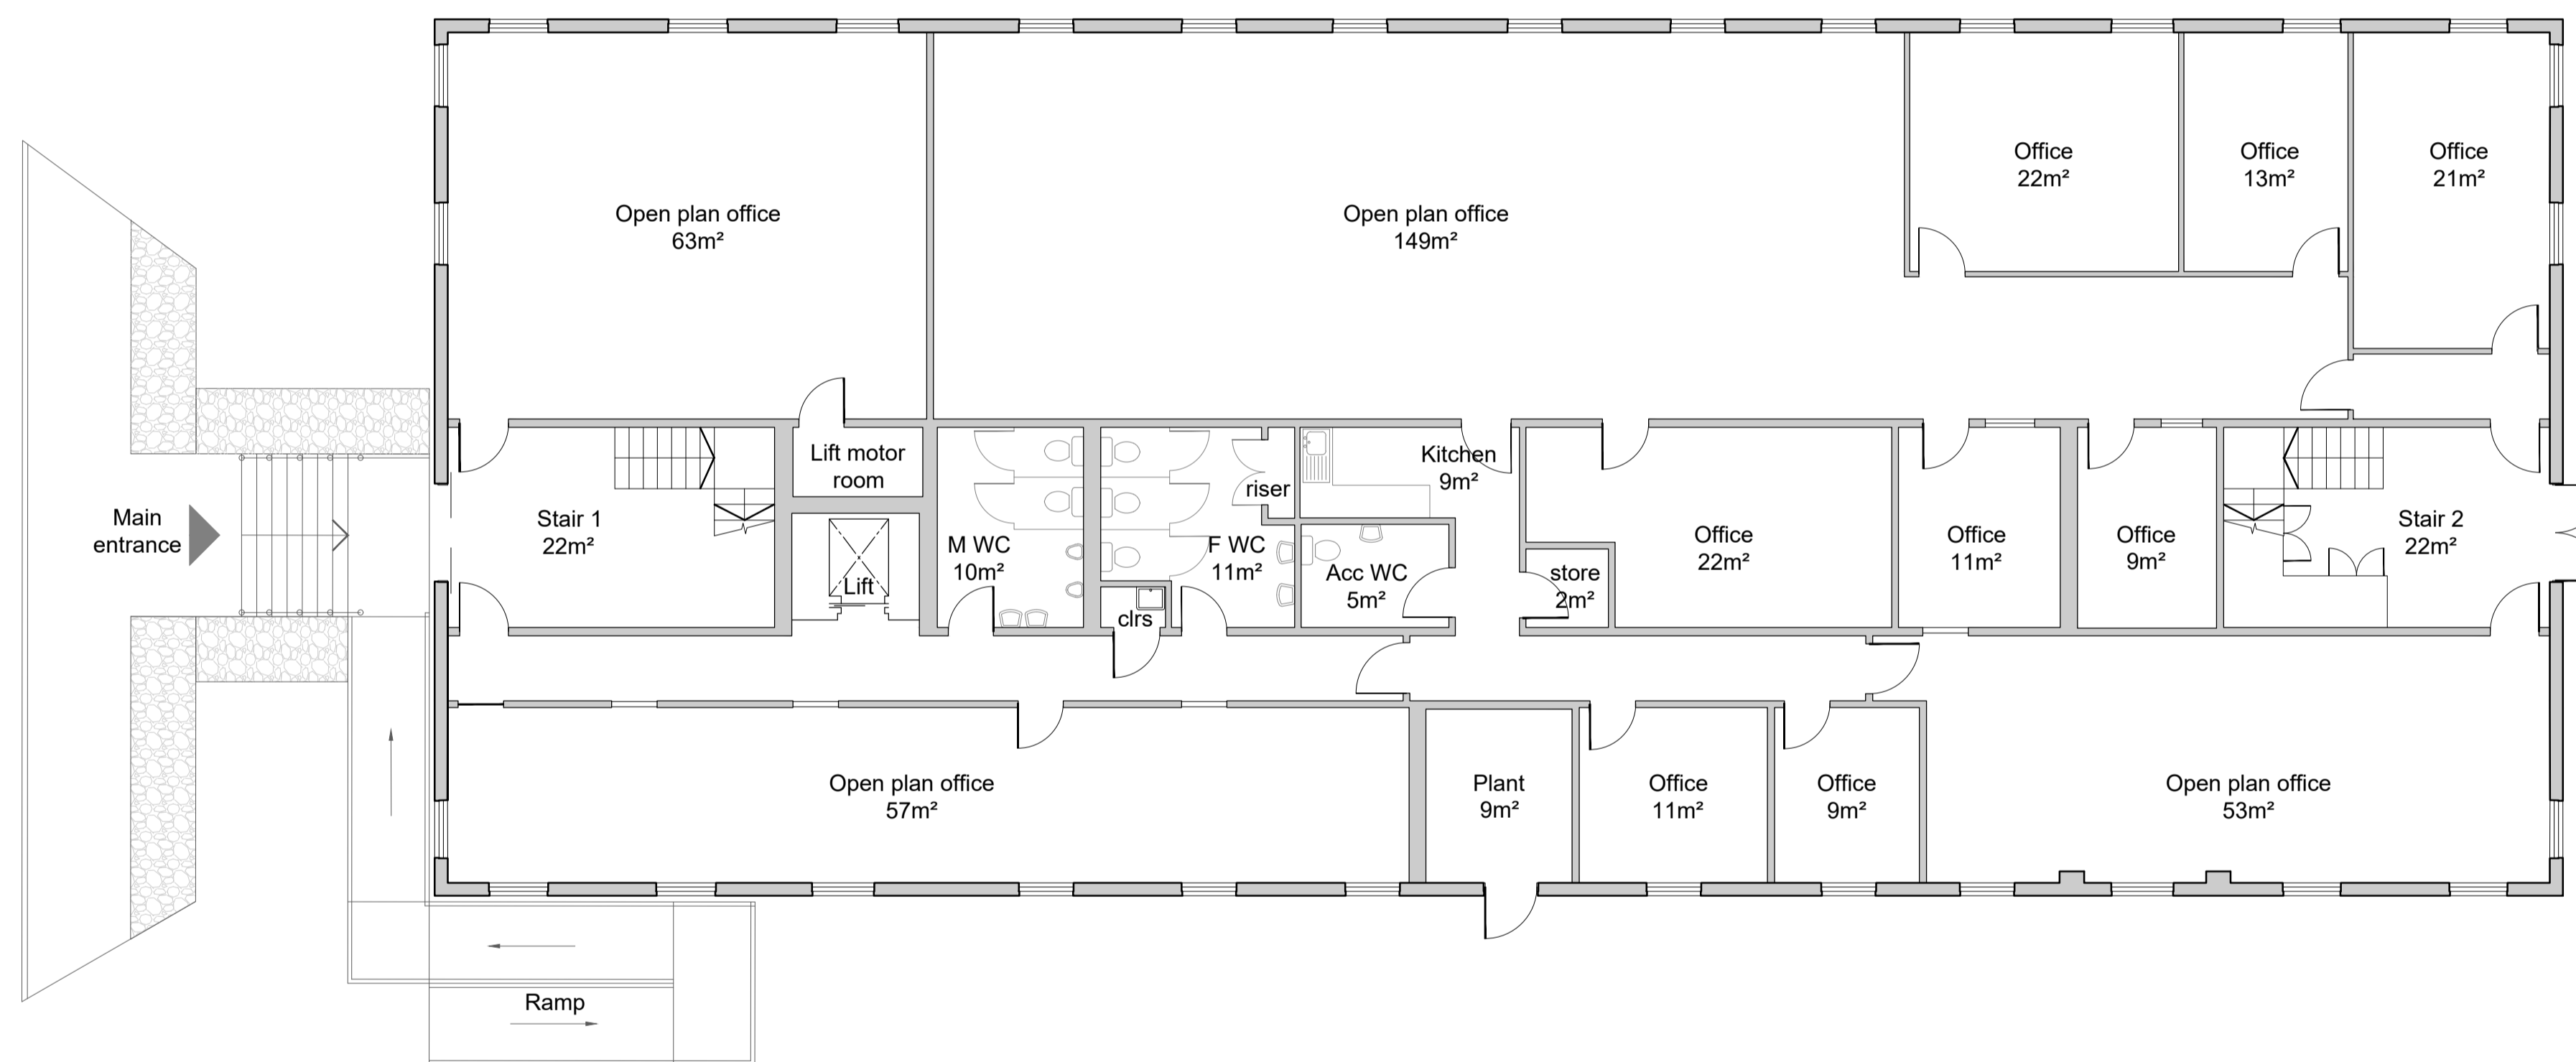 Open plan office
63m²
Open plan office
149m²
Office
22m²
Office
13m²
Office
21m²
Main
entrance
Stair 1
22m²
Lift motor
room
Lift
M WC
10m²
clrs
F WC
11m²
riser
Kitchen
9m²
Acc WC
5m²
store
2m²
Office
22m²
Office
11m²
Office
9m²
Stair 2
22m²
Open plan office
57m²
Plant
9m²
Office
11m²
Office
9m²
Open plan office
53m²
Ramp